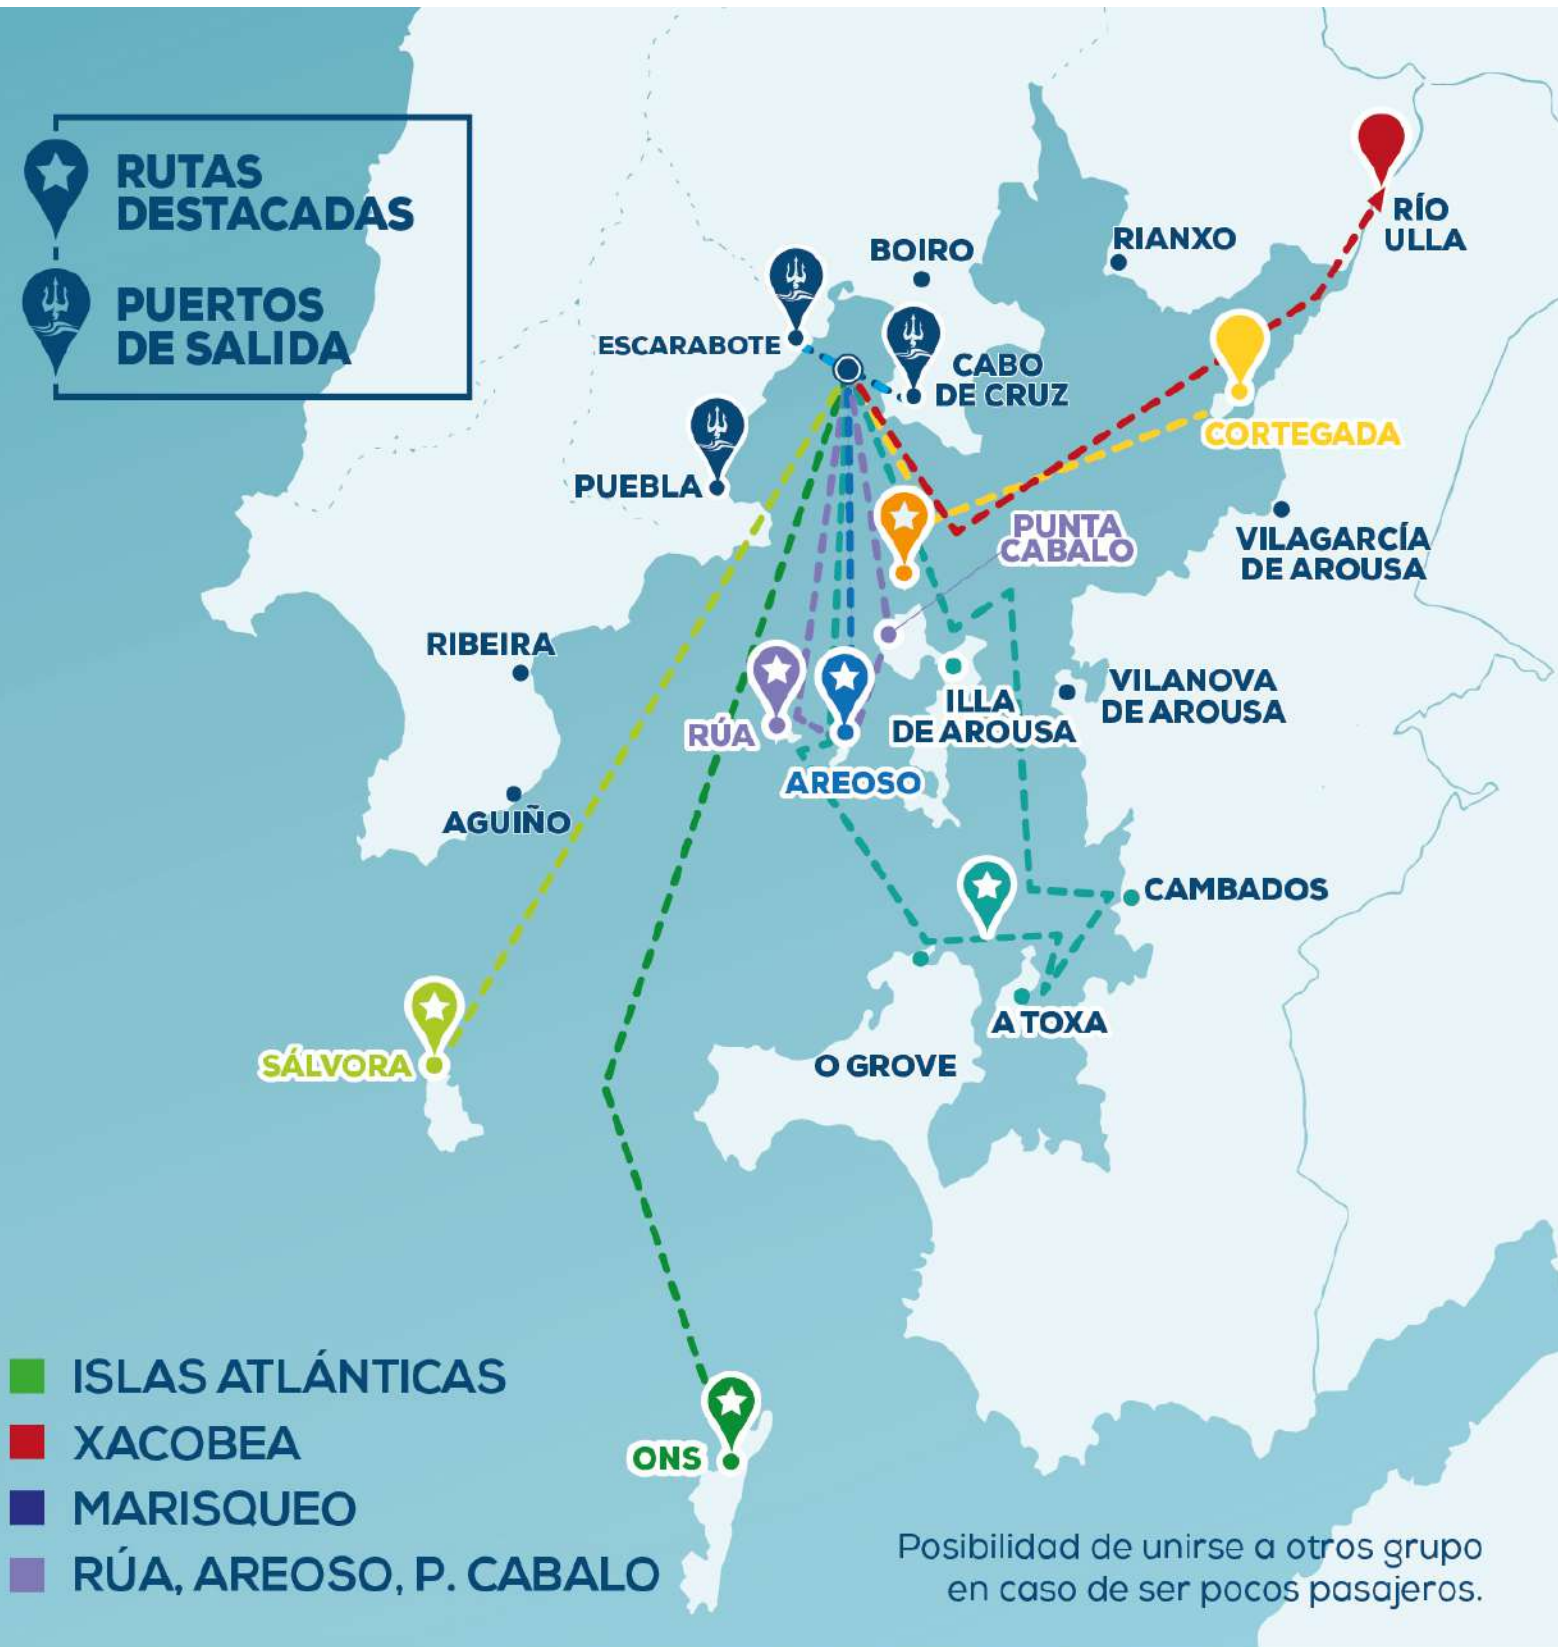 RUTAS
DESTACADAS
PUERTOS
DE SALIDA
BOIRO
RIANXO
RÍO
ULLA
ESCARABOTE
CABO
DE CRUZ
CORTEGADA
PUEBLA
PUNTA
CABALO
VILAGARCÍA
DE AROUSA
RIBEIRA
VILANOVA
DE AROUSA
ILLA
DE AROUSA
RÚA
AREOSO
AGUIÑO
CAMBADOS
A TOXA
O GROVE
SÁLVORA
ONS
ISLAS ATLÁNTICAS
XACOBEA
MARISQUEO
RÚA, AREOSO, P. CABALO
Posibilidad de unirse a otros grupo
en caso de ser pocos pasajeros.